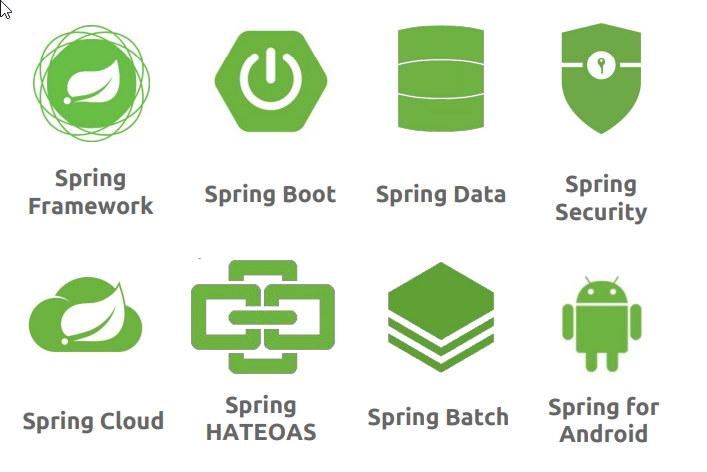 Spring
Framework
Spring Boot
Spring Data
Spring
Security
Spring Cloud
Spring
HATEOAS
Spring Batch
Spring for
Android